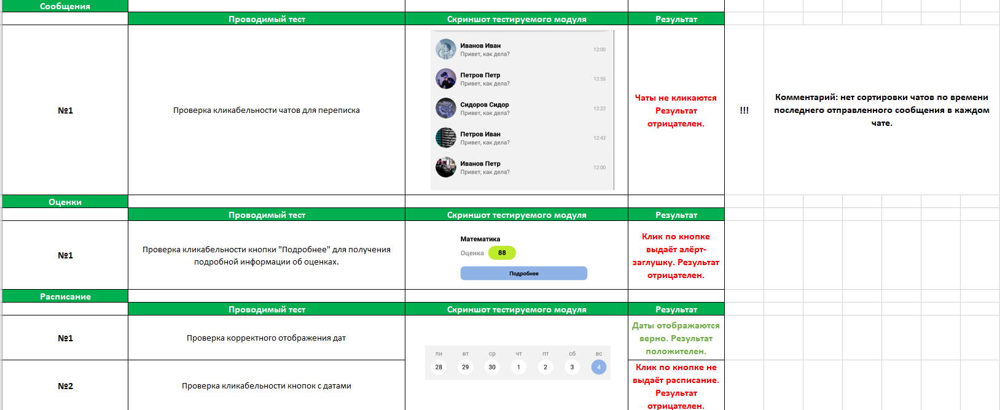 Сообщения
Проводимый тест
Скриншот тестируемого модуля
Результат
№1
Проверка кликабельности чатов для переписка
Иванов Иван
Привет, как дела?
12:00
Петров Петр
Привет, как дела?
12:55
Сидоров Сидор
Привет, как дела?
12:22
Петров Иван
Привет, как дела?
12:43
Иванов Петр
Привет, как дела?
12:00
Чаты не кликаются
Результат
отрицателен.
!!!
Комментарий: нет сортировки чатов по времени
последнего отправленного сообщения в каждом
чате.
Оценки
Проводимый тест
Скриншот тестируемого модуля
Результат
№1
Проверка кликабельности кнопки "Подробнее" для получения
подробной информации об оценках.
Математика
Оценка 88
Подробнее
Клик по кнопке
выдаёт алёрт-
заглушку. Результат
отрицателен.
Расписание
Проводимый тест
Скриншот тестируемого модуля
Результат
№1
Проверка корректного отображения дат
пн вт ср чт пт сб вс
28 29 30 1 2 3 4
Даты отображаются
верно. Результат
положителен.
№2
Проверка кликабельности кнопок с датами
Клик по кнопке не
выдаёт расписание.
Результат
отрицателен.